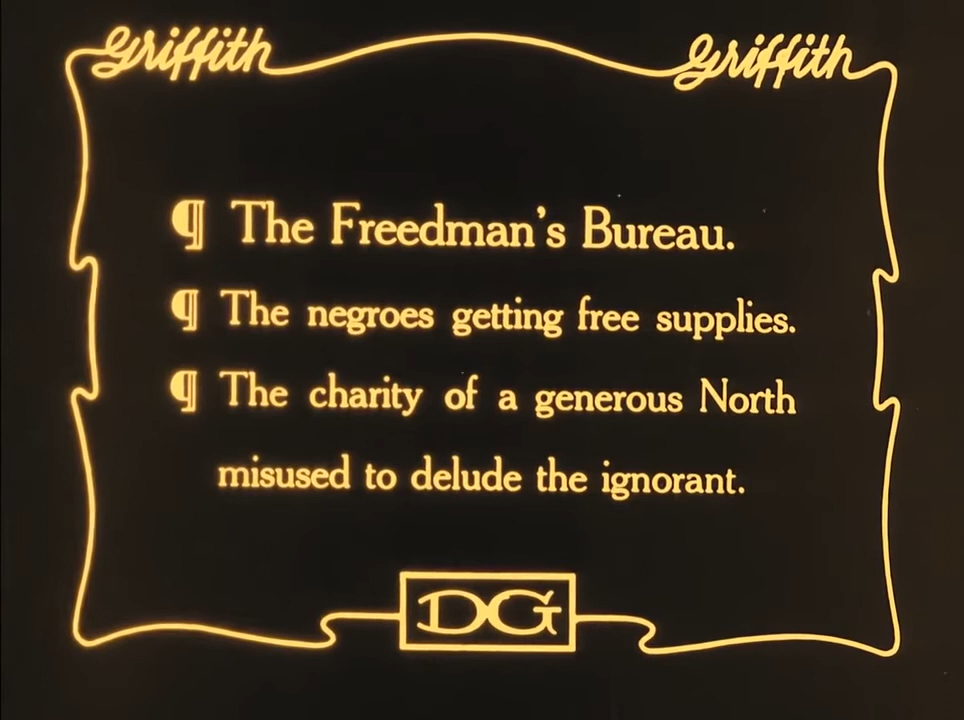 Griffith Griffith
¶ The Freedman's Bureau.
¶ The negroes getting free supplies.
¶ The charity of a generous North
misused to delude the ignorant.
DG